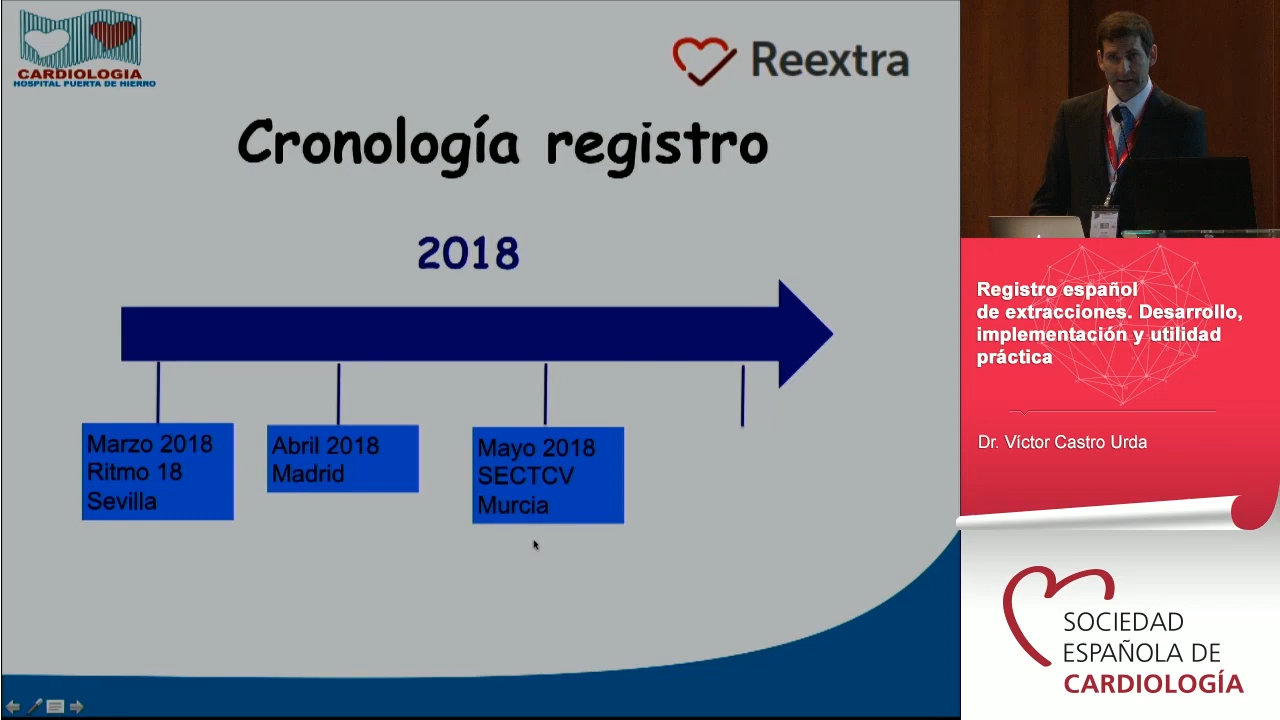 CARDIOLOGIA
HOSPITAL PUERTA DE HIERRO
Reextra
Cronología registro
2018
Marzo 2018
Ritmo 18
Sevilla
Abril 2018
Madrid
Mayo 2018
SECTCV
Murcia
Registro español
de extracciones. Desarrollo,
implementación y utilidad
práctica
Dr. Víctor Castro Urda
SOCIEDAD
ESPAÑOLA DE
CARDIOLOGÍA